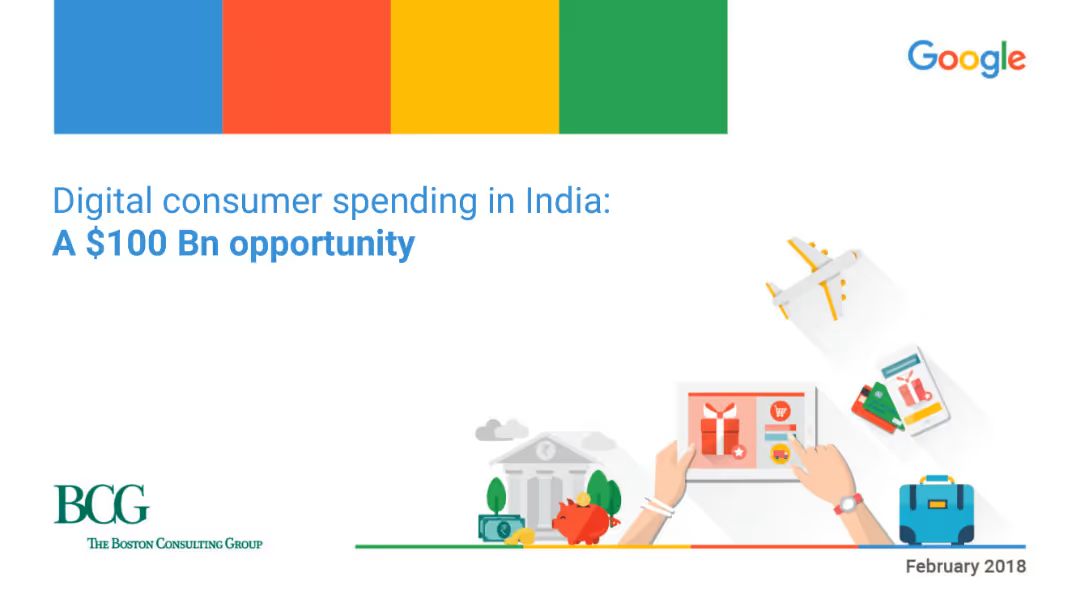 Google
Digital consumer spending in India:
A $100 Bn opportunity
BCG
THE BOSTON CONSULTING GROUP
February 2018